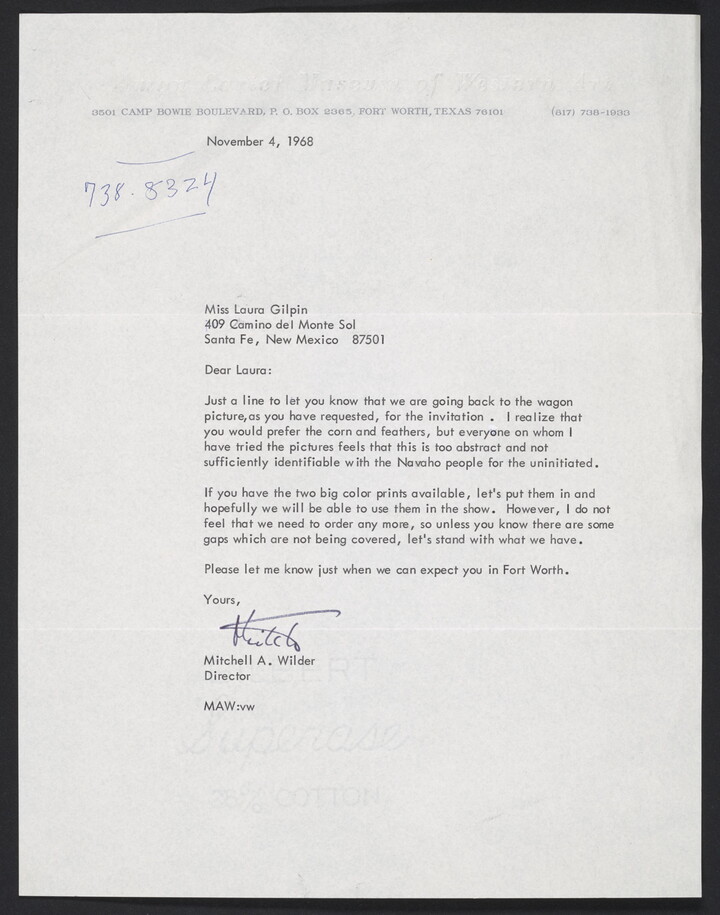 3501 CAMP BOWIE BOULEVARD, P. O. BOX 2365, FORT WORTH, TEXAS 76101 (817) 738-1933
November 4, 1968
738-8324
Miss Laura Gilpin
409 Camino del Monte Sol
Santa Fe, New Mexico 87501
Dear Laura:
Just a line to let you know that we are going back to the wagon
picture,as you have requested, for the invitation . I realize that
you would prefer the corn and feathers, but everyone on whom I
have tried the pictures feels that this is too abstract and not
sufficiently identifiable with the Navaho people for the uninitiated.
If you have the two big color prints available, let's put them in and
hopefully we will be able to use them in the show. However, I do not
feel that we need to order any more, so unless you know there are some
gaps which are not being covered, let's stand with what we have.
Please let me know just when we can expect you in Fort Worth.
Yours,
Mitch
Mitchell A. Wilder
Director
MAW:vw
Superase
COTTON